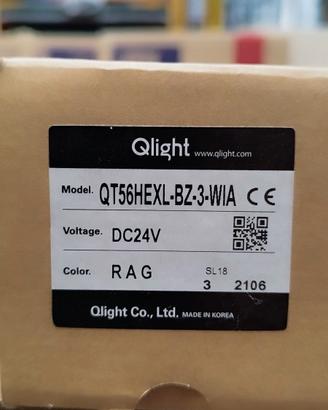 Qlight www.qlight.com
Model. QT56HEXL-BZ-3-WIA CE
Voltage. DC24V
Color. R A G SL18
3 2106
Qlight Co., Ltd. MADE IN KOREA